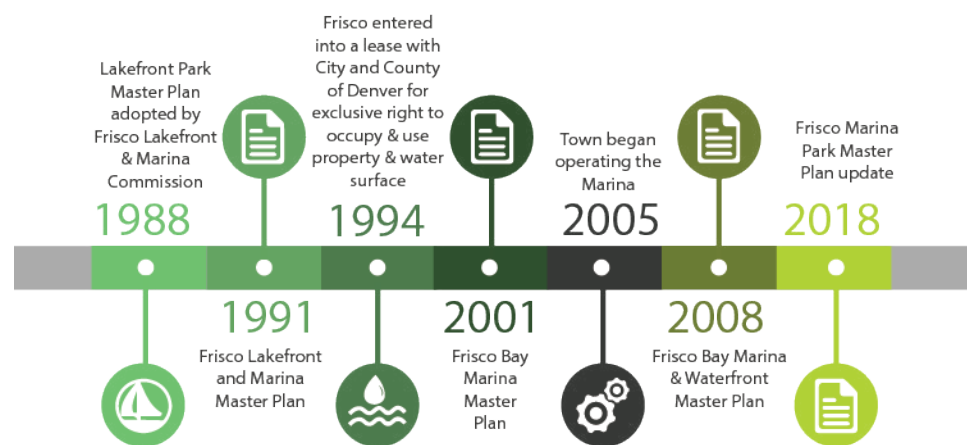 Lakefront Park
Master Plan
adopted by
Frisco Lakefront
& Marina
Commission
1988
1991
Frisco Lakefront
and Marina
Master Plan
Frisco entered
into a lease with
City and County
of Denver for
exclusive right to
occupy & use
property & water
surface
1994
2001
Frisco Bay
Marina
Master
Plan
Town began
operating the
Marina
2005
2008
Frisco Bay Marina
& Waterfront
Master Plan
Frisco Marina
Park Master
Plan update
2018